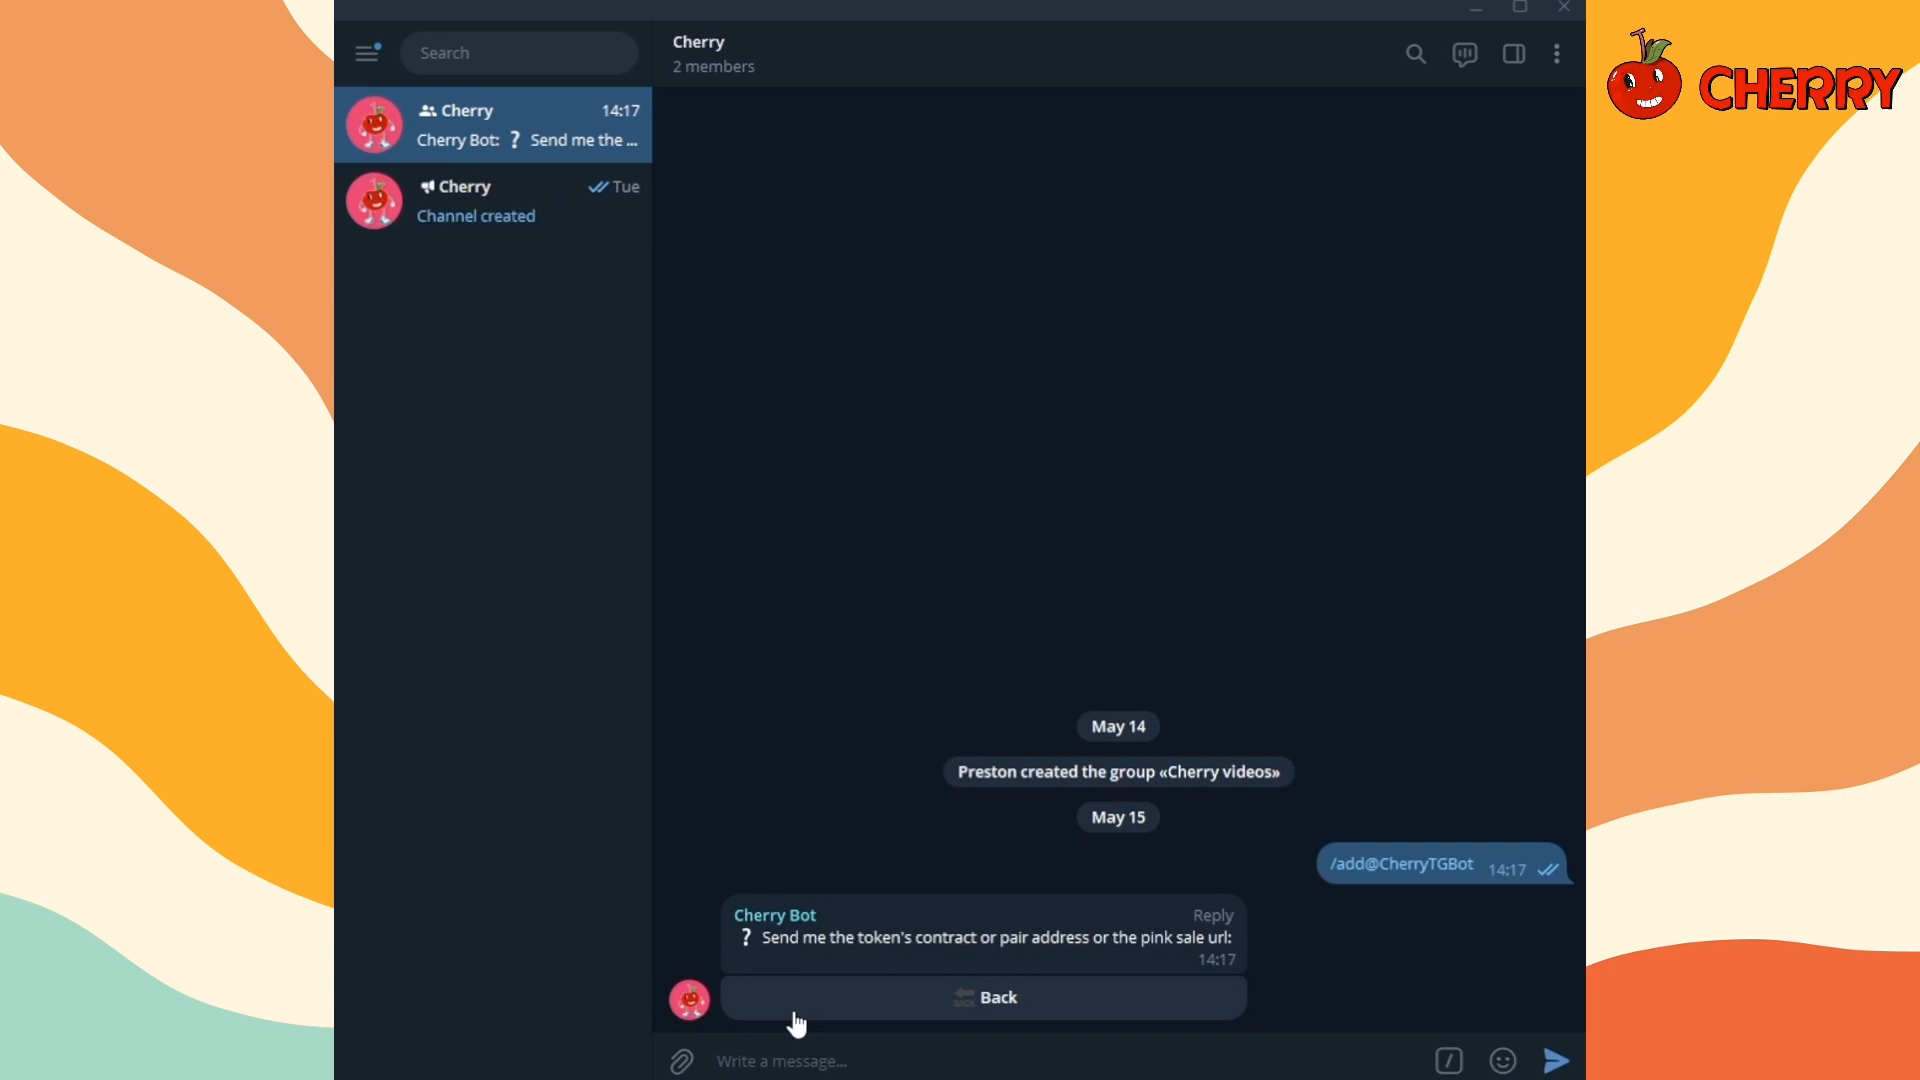 Search
Cherry
2 members
CHERRY
Cherry 14:17
Cherry Bot: ❔ Send me the ...
Cherry Tue
Channel created
May 14
Preston created the group «Cherry videos»
May 15
/add@CherryTGBot 14:17
Cherry Bot Reply
❔ Send me the token's contract or pair address or the pink sale url:
14:17
Back
Write a message...